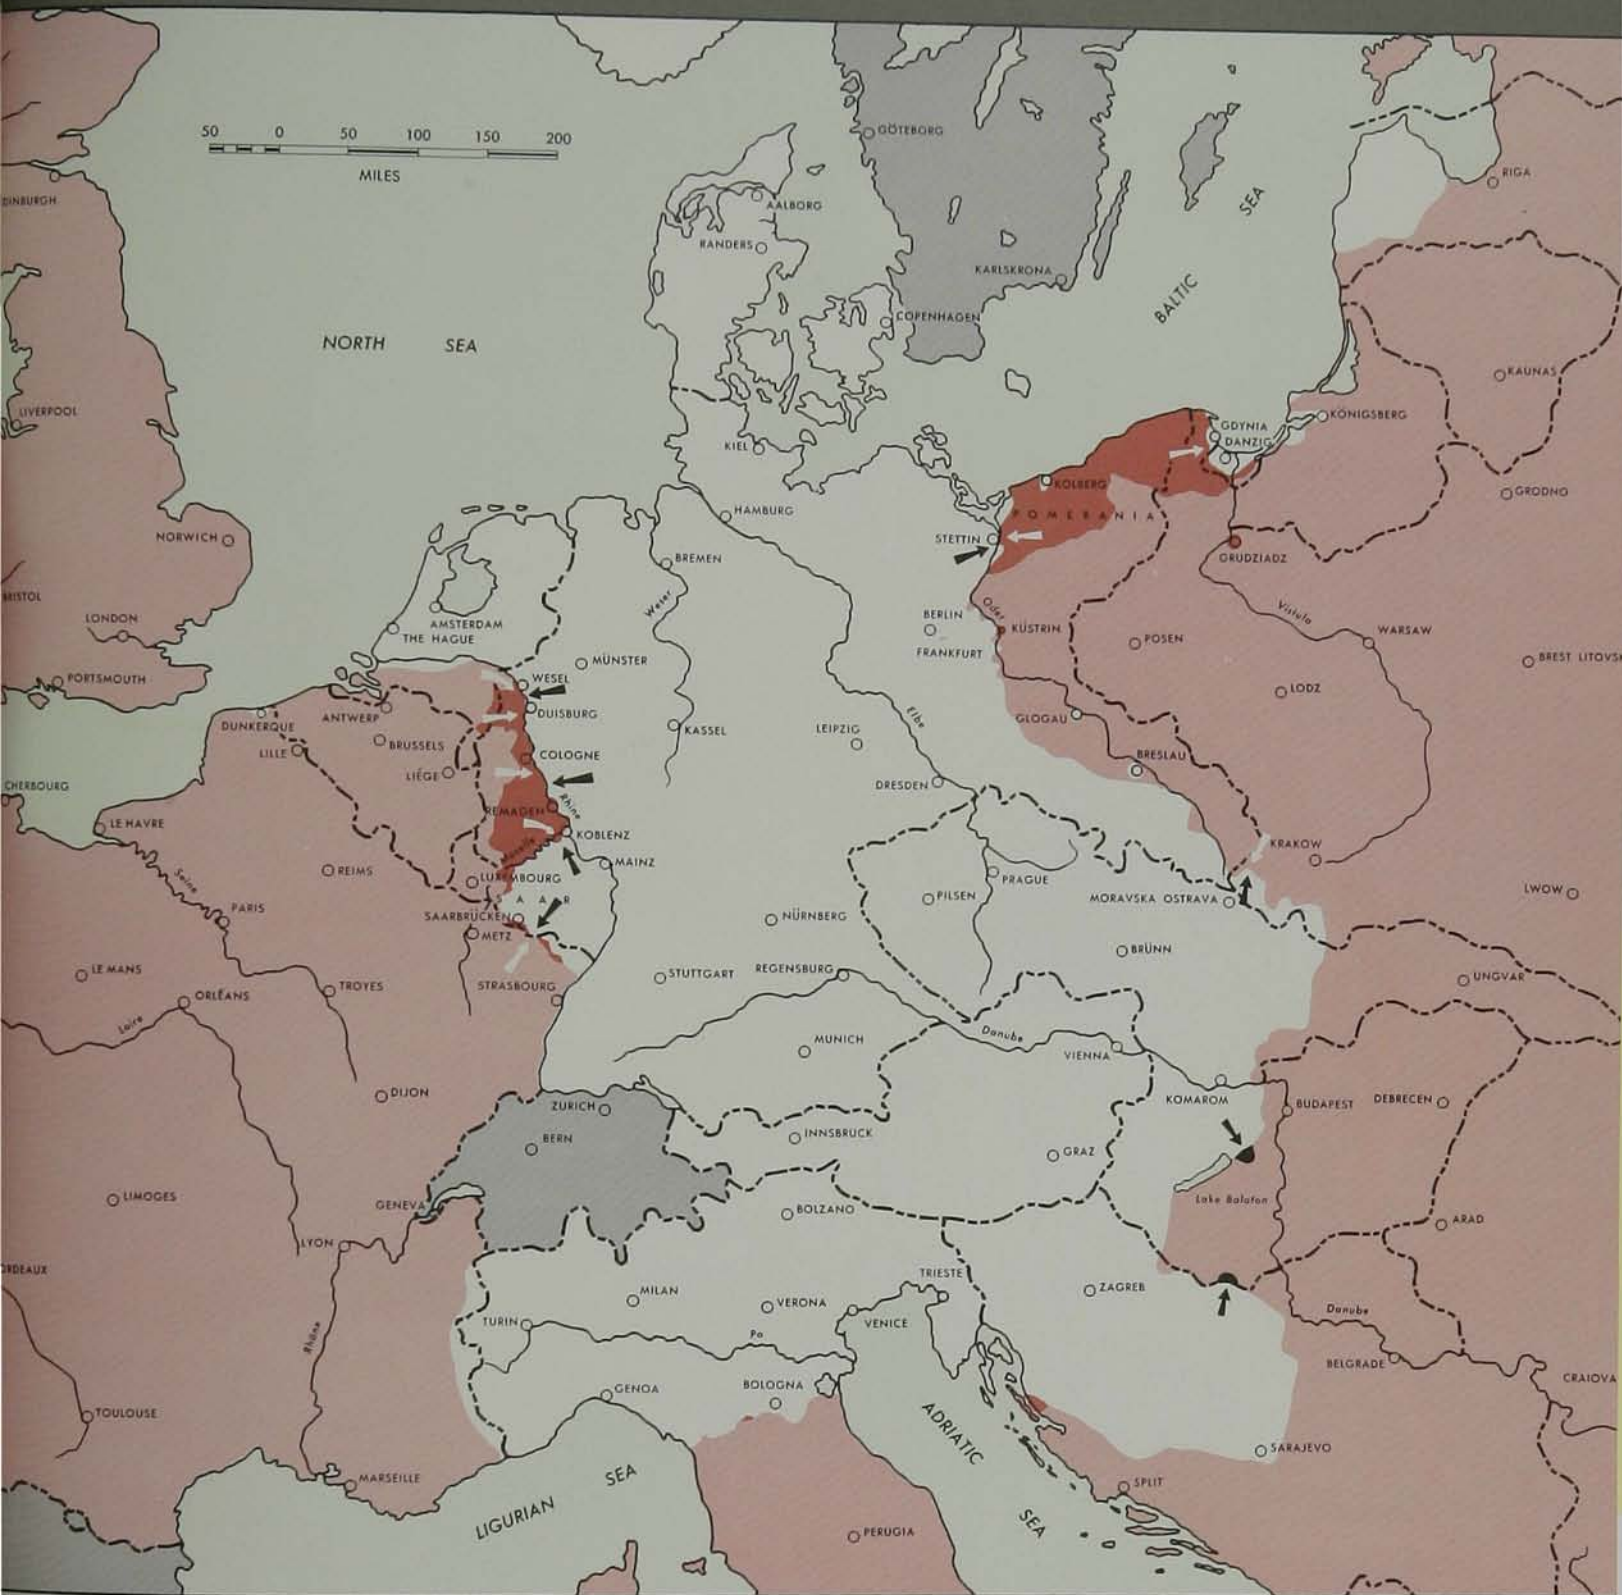 GÖTEBORG
50 0 50 100 150 200
MILES
RIGA
DINBURGH
AALBORG
SEA
RANDERS
KARLSKRONA
BALTIC
COPENHAGEN
NORTH SEA
KAUNAS
LIVERPOOL
KÖNIGSBERG
GDYNIA
DANZIG
KIEL
KOLBERG
GRODNO
POMERANIA
HAMBURG
NORWICH
STETTIN
BREMEN
GRUDZIADZ
BRISTOL
Weser
Oder
Vistula
LONDON
BERLIN
AMSTERDAM
THE HAGUE
KÜSTRIN
WARSAW
POSEN
FRANKFURT
MÜNSTER
BREST LITOVSK
PORTSMOUTH
WESEL
LODZ
DUISBURG
ANTWERP
GLOGAU
Elbe
DUNKERQUE
KASSEL
LEIPZIG
BRUSSELS
LILLE
COLOGNE
BRESLAU
LIÉGE
CHERBOURG
DRESDEN
Rhine
REMAGEN
LE HAVRE
KOBLENZ
KRAKOW
Moselle
MAINZ
REIMS
Seine
LUXEMBOURG
PRAGUE
LWOW
PILSEN
MORAVSKA OSTRAVA
SAAR
PARIS
SAARBRÜCKEN
NÜRNBERG
METZ
BRÜNN
LE MANS
STUTTGART
REGENSBURG
UNGVAR
STRASBOURG
TROYES
ORLÉANS
Loire
Danube
MUNICH
VIENNA
DIJON
KOMAROM
BUDAPEST
DEBRECEN
ZURICH
BERN
INNSBRUCK
GRAZ
LIMOGES
Lake Balaton
GENEVA
BOLZANO
ARAD
LYON
ORDEAUX
TRIESTE
ZAGREB
MILAN
VERONA
Danube
TURIN
VENICE
Rhône
Po
BELGRADE
CRAIOVA
BOLOGNA
GENOA
TOULOUSE
ADRIATIC
SARAJEVO
SEA
MARSEILLE
SPLIT
LIGURIAN
SEA
PERUGIA